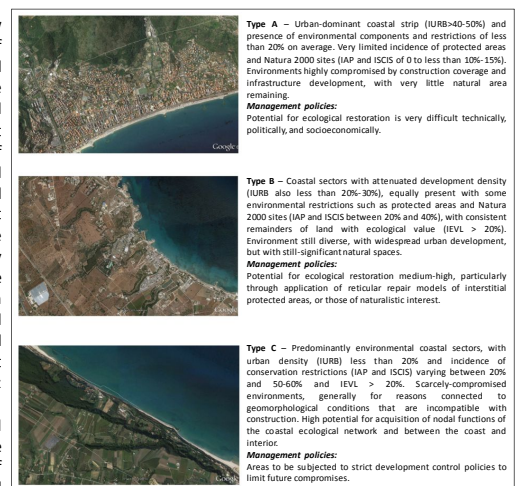 Type A – Urban-dominant coastal strip (IURB>40-50%) and
presence of environmental components and restrictions of less
than 20% on average. Very limited incidence of protected areas
and Natura 2000 sites (IAP and ISCIS of 0 to less than 10%-15%).
Environments highly compromised by construction coverage and
infrastructure development, with very little natural area
remaining.
Management policies:
Potential for ecological restoration is very difficult technically,
politically, and socioeconomically.
Google
Type B – Coastal sectors with attenuated development density
(IURB also less than 20%-30%), equally present with some
environmental restrictions such as protected areas and Natura
2000 sites (IAP and ISCIS between 20% and 40%), with consistent
remainders of land with ecological value (IEVL > 20%).
Environment still diverse, with widespread urban development,
but with still-significant natural spaces.
Management policies:
Potential for ecological restoration medium-high, particularly
through application of reticular repair models of interstitial
protected areas, or those of naturalistic interest.
Google
Type C – Predominantly environmental coastal sectors, with
urban density (IURB) less than 20% and incidence of
conservation restrictions (IAP and ISCIS) varying between 20%
and 50-60% and IEVL > 20%. Scarcely-compromised
environments, generally for reasons connected to
geomorphological conditions that are incompatible with
construction. High potential for acquisition of nodal functions of
the coastal ecological network and between the coast and
interior.
Management policies:
Areas to be subjected to strict development control policies to
limit future compromises.
Google